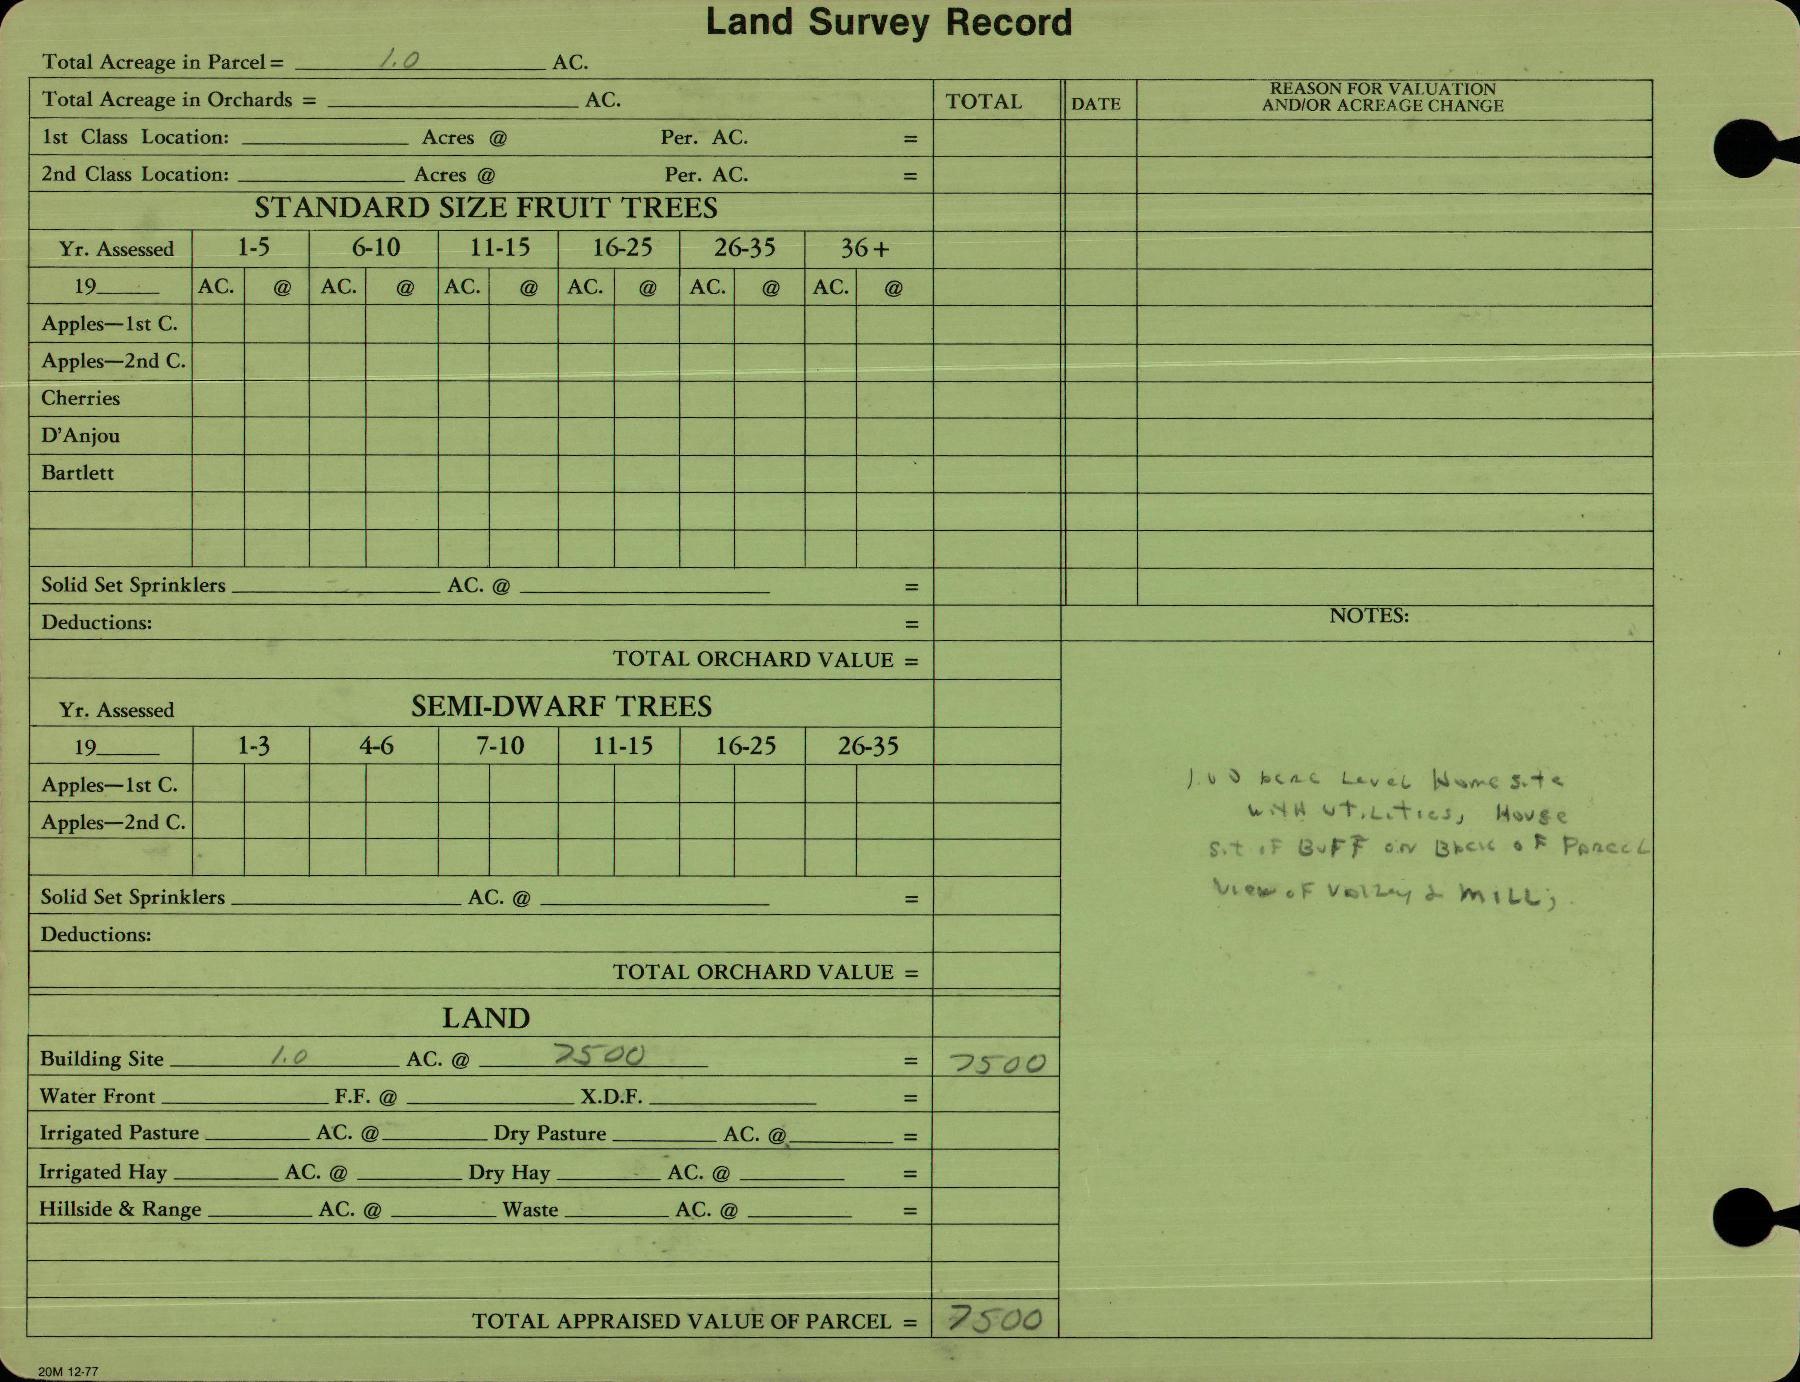 Land Survey Record
Total Acreage in Parcel = 1.0 AC.
Total Acreage in Orchards = AC.
TOTAL
DATE
REASON FOR VALUATION
AND/OR ACREAGE CHANGE
1st Class Location: Acres @ Per. AC. =
2nd Class Location: Acres @ Per. AC. =
STANDARD SIZE FRUIT TREES
Yr. Assessed 1-5 6-10 11-15 16-25 26-35 36+
19 AC. @ AC. @ AC. @ AC. @ AC. @ AC. @
Apples—1st C.
Apples—2nd C.
Cherries
D'Anjou
Bartlett
Solid Set Sprinklers AC. @ =
Deductions: =
TOTAL ORCHARD VALUE =
Yr. Assessed SEMI-DWARF TREES
19 1-3 4-6 7-10 11-15 16-25 26-35
Apples—1st C.
Apples—2nd C.
Solid Set Sprinklers AC. @ =
Deductions:
TOTAL ORCHARD VALUE =
LAND
Building Site 1.0 AC. @ 7500 = 7500
Water Front F.F. @ X.D.F. =
Irrigated Pasture AC. @ Dry Pasture AC. @ =
Irrigated Hay AC. @ Dry Hay AC. @ =
Hillside & Range AC. @ Waste AC. @ =
TOTAL APPRAISED VALUE OF PARCEL = 7500
NOTES:
1.00 Acre Level Home site
with utilities, House
sit of BuFF on Back of Parcel
View of Valley & Mill;
20M 12-77